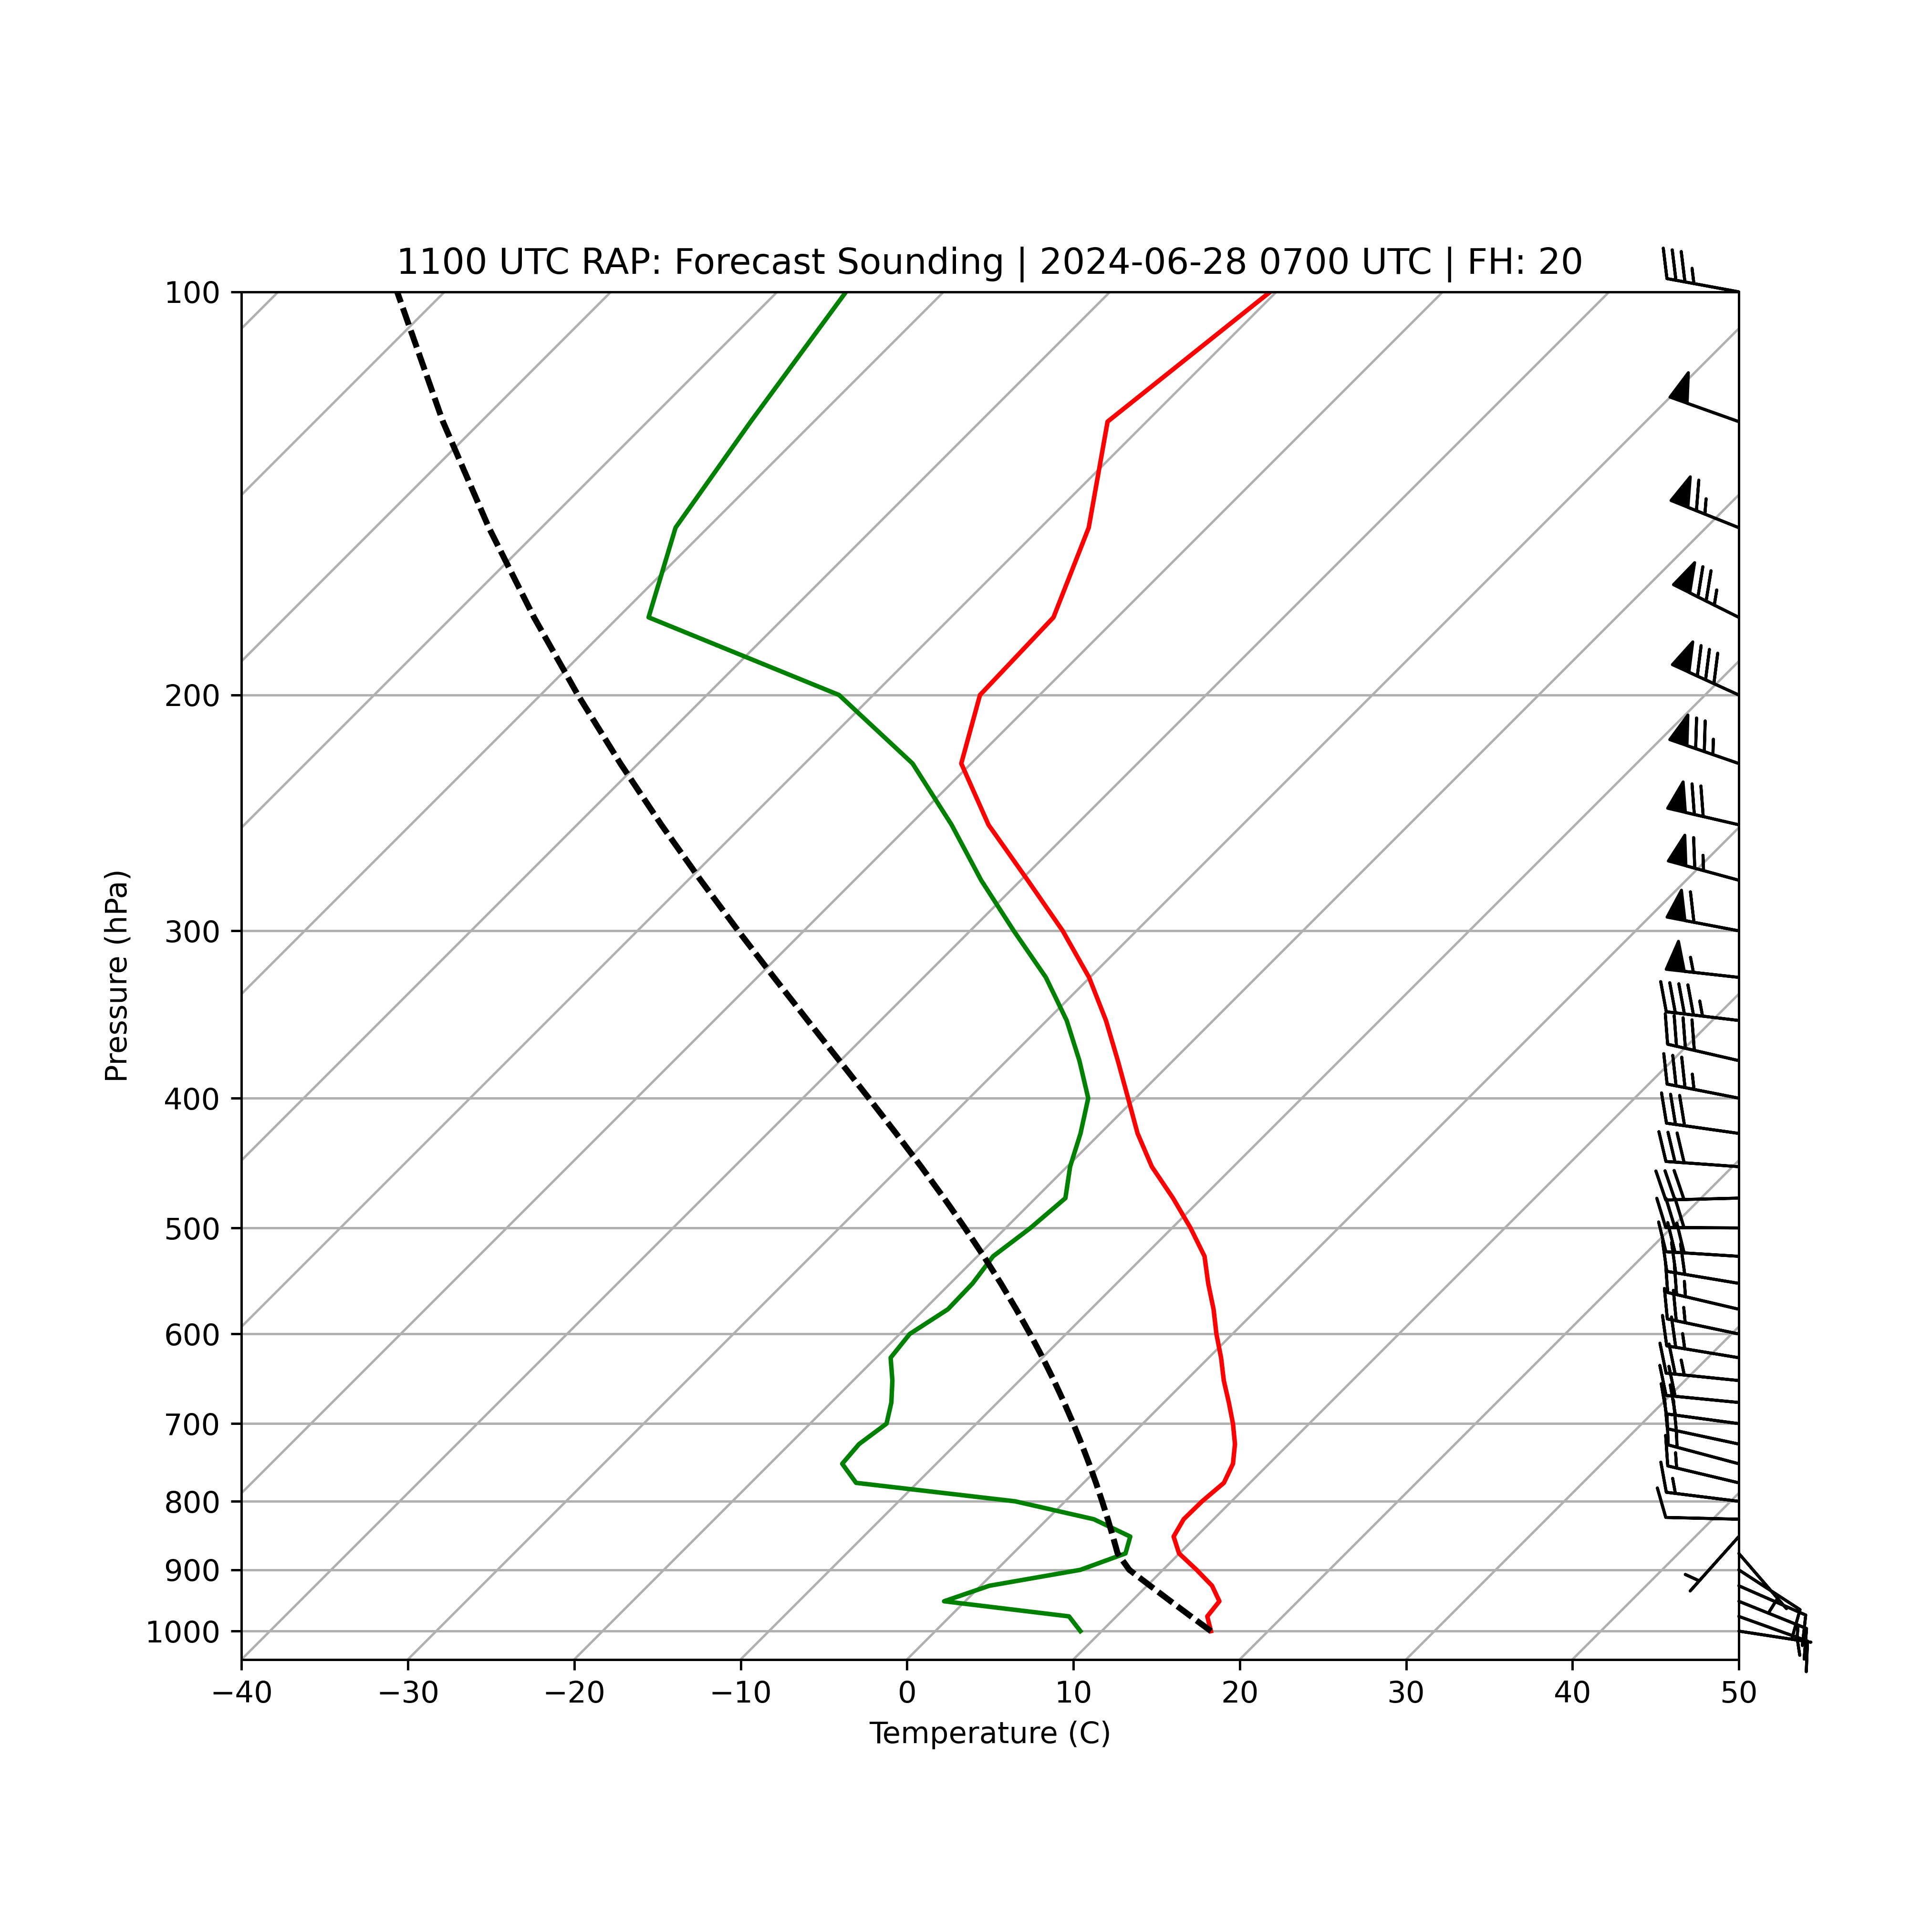 1100 UTC RAP: Forecast Sounding | 2024-06-28 0700 UTC | FH: 20
100
200
300
400
500
600
700
800
900
1000
Pressure (hPa)
−40 −30 −20 −10 0 10 20 30 40 50
Temperature (C)